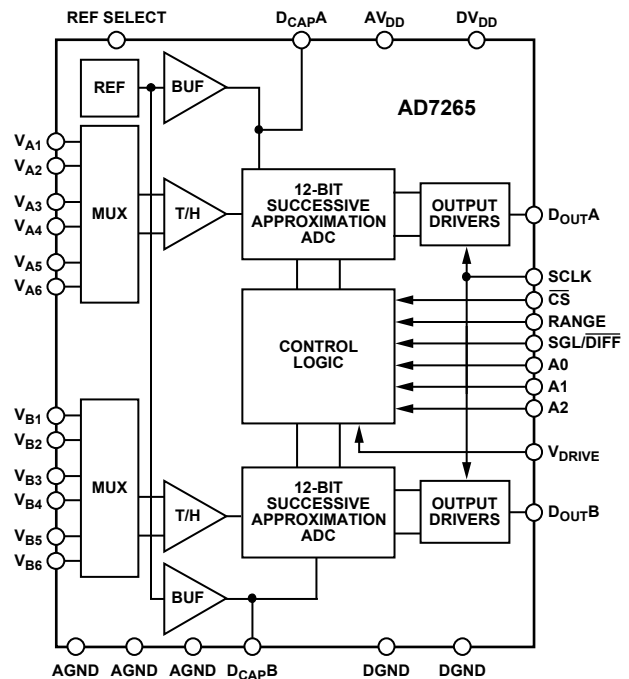 REF SELECT
DCAPA
AVDD
DVDD
REF
BUF
AD7265
VA1
VA2
VA3
VA4
VA5
VA6
MUX
T/H
12-BIT
SUCCESSIVE
APPROXIMATION
ADC
OUTPUT
DRIVERS
DOUTA
SCLK
CS
RANGE
SGL/DIFF
A0
A1
A2
VDRIVE
CONTROL
LOGIC
VB1
VB2
VB3
VB4
VB5
VB6
MUX
T/H
12-BIT
SUCCESSIVE
APPROXIMATION
ADC
OUTPUT
DRIVERS
DOUTB
BUF
AGND
AGND
AGND
DCAPB
DGND
DGND